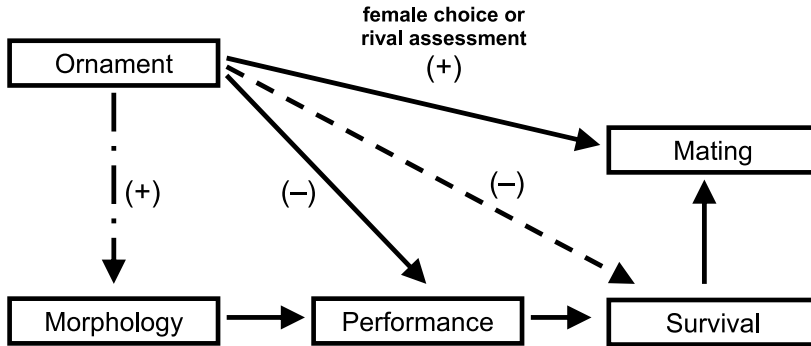 female choice or
rival assessment
(+)
Ornament
Mating
(+)
(–)
(–)
Morphology
Performance
Survival